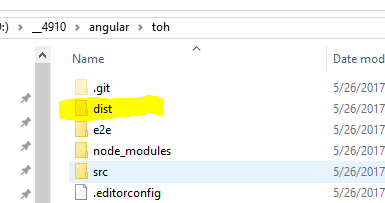 :) > __4910 > angular > toh
Name Date mod
.git 5/26/2017
dist 5/26/2017
e2e 5/26/2017
node_modules 5/26/2017
src 5/26/2017
.editorconfig 5/26/2017